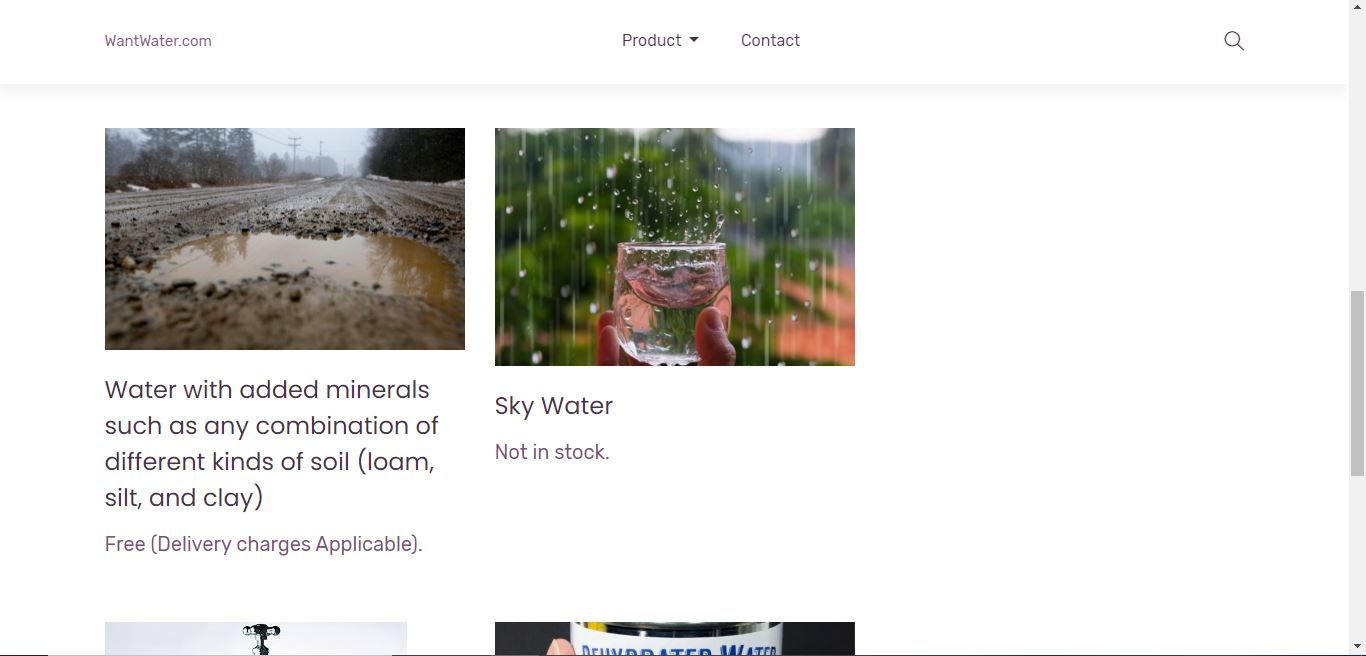 WantWater.com
Product
Contact
Water with added minerals
such as any combination of
different kinds of soil (loam,
silt, and clay)
Free (Delivery charges Applicable).
Sky Water
Not in stock.
DEHYDRATED WATER